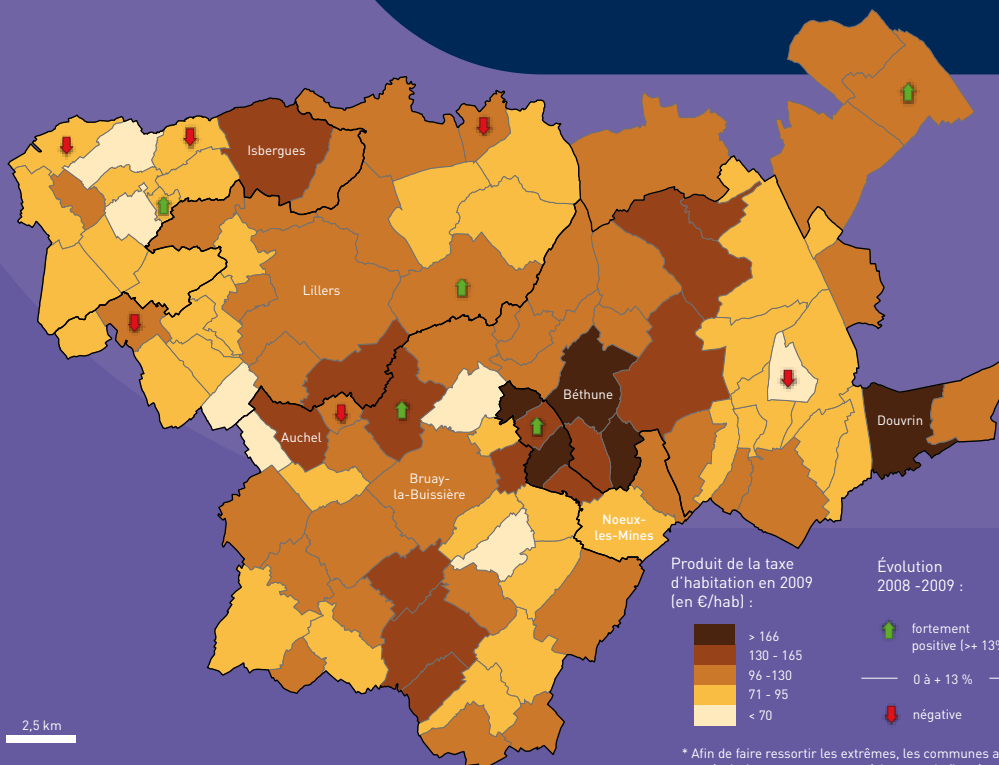 Isbergues
Lillers
Béthune
Douvrin
Auchel
Bruay-
la-Buissière
Noeux-
les-Mines
Produit de la taxe
d'habitation en 2009
(en €/hab) :
> 166
130 - 165
96 -130
71 - 95
< 70
Évolution
2008 -2009 :
fortement
positive (>+ 13%
0 à + 13 %
négative
2,5 km
* Afin de faire ressortir les extrêmes, les communes a